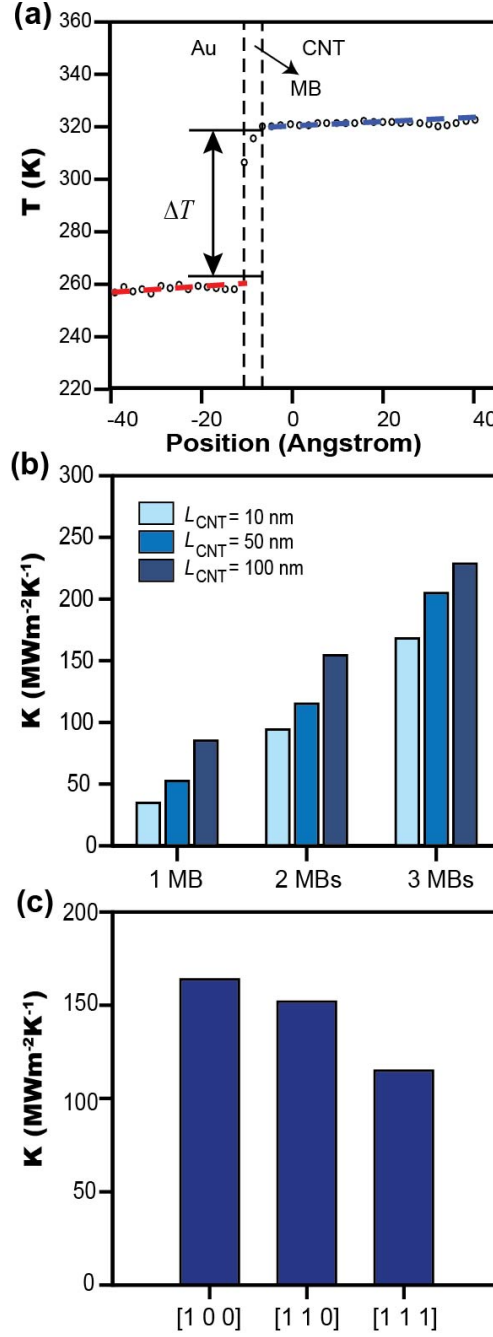 (a)
360
340
320
300
280
260
240
220
T (K)
Au
CNT
MB
ΔT
-40
-20
0
20
40
Position (Angstrom)
(b)
300
250
200
150
100
50
0
K (MWm-2K-1)
LCNT= 10 nm
LCNT= 50 nm
LCNT= 100 nm
1 MB
2 MBs
3 MBs
(c)
200
150
100
50
0
K (MWm-2K-1)
[1 0 0]
[1 1 0]
[1 1 1]